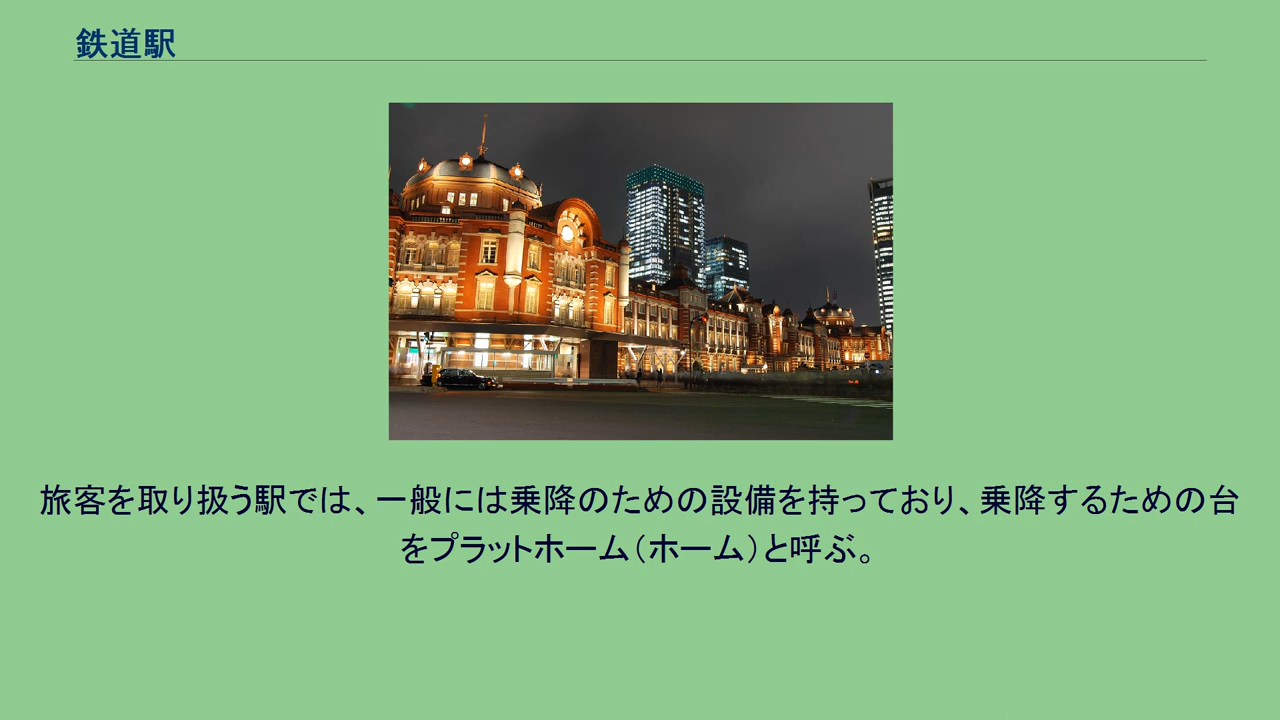 鉄道駅
旅客を取り扱う駅では、一般には乗降のための設備を持っており、乗降するための台
をプラットホーム（ホーム）と呼ぶ。